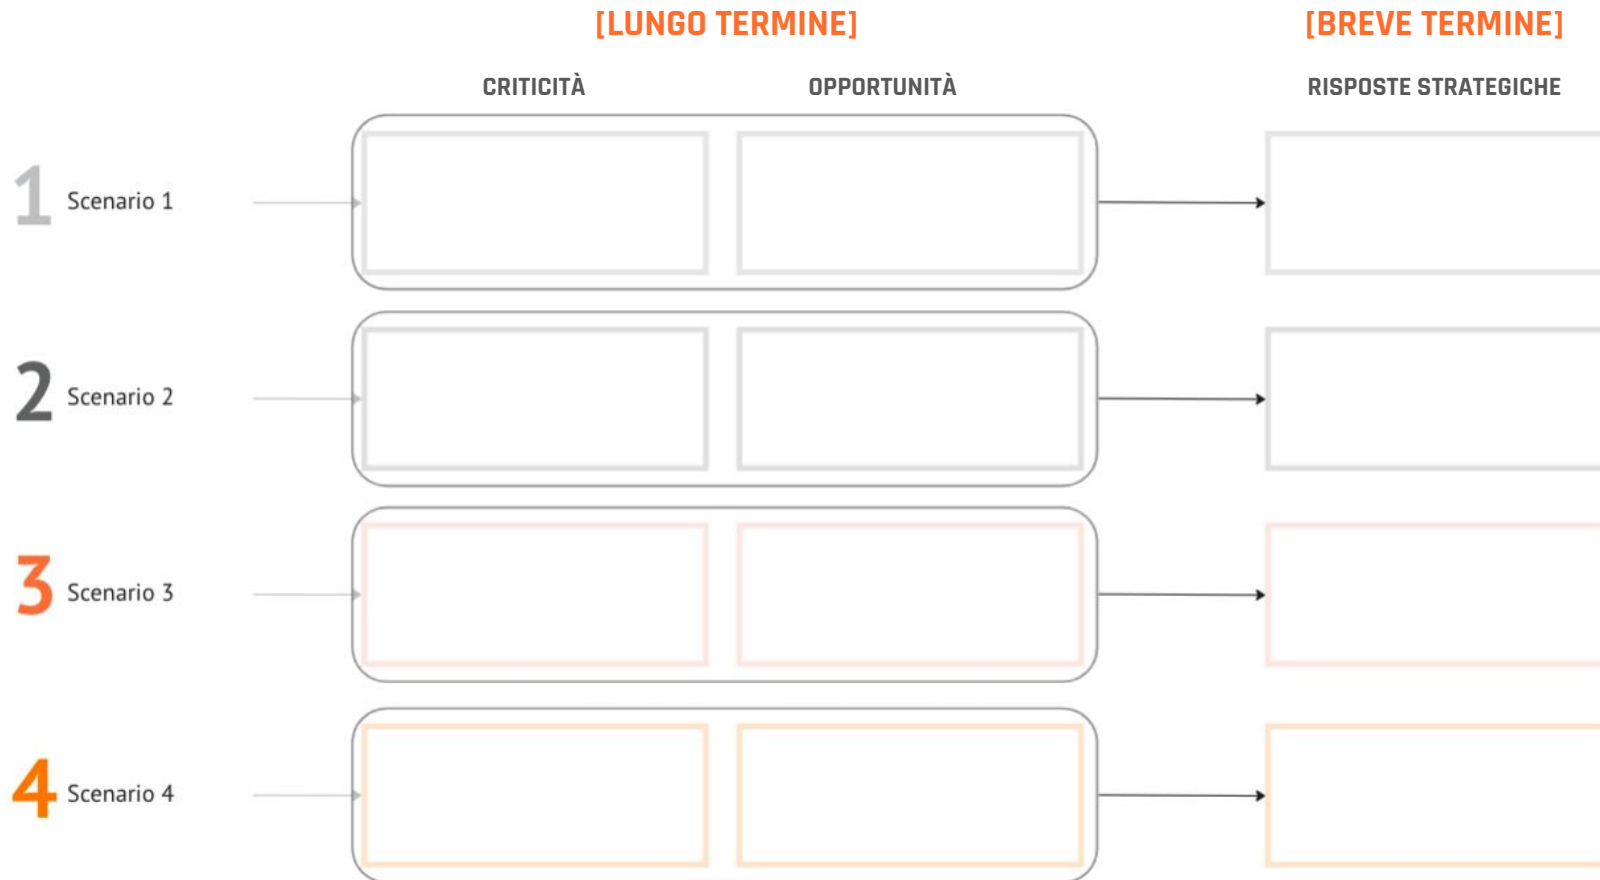 [LUNGO TERMINE]
[BREVE TERMINE]
CRITICITÀ
OPPORTUNITÀ
RISPOSTE STRATEGICHE
1 Scenario 1
2 Scenario 2
3 Scenario 3
4 Scenario 4